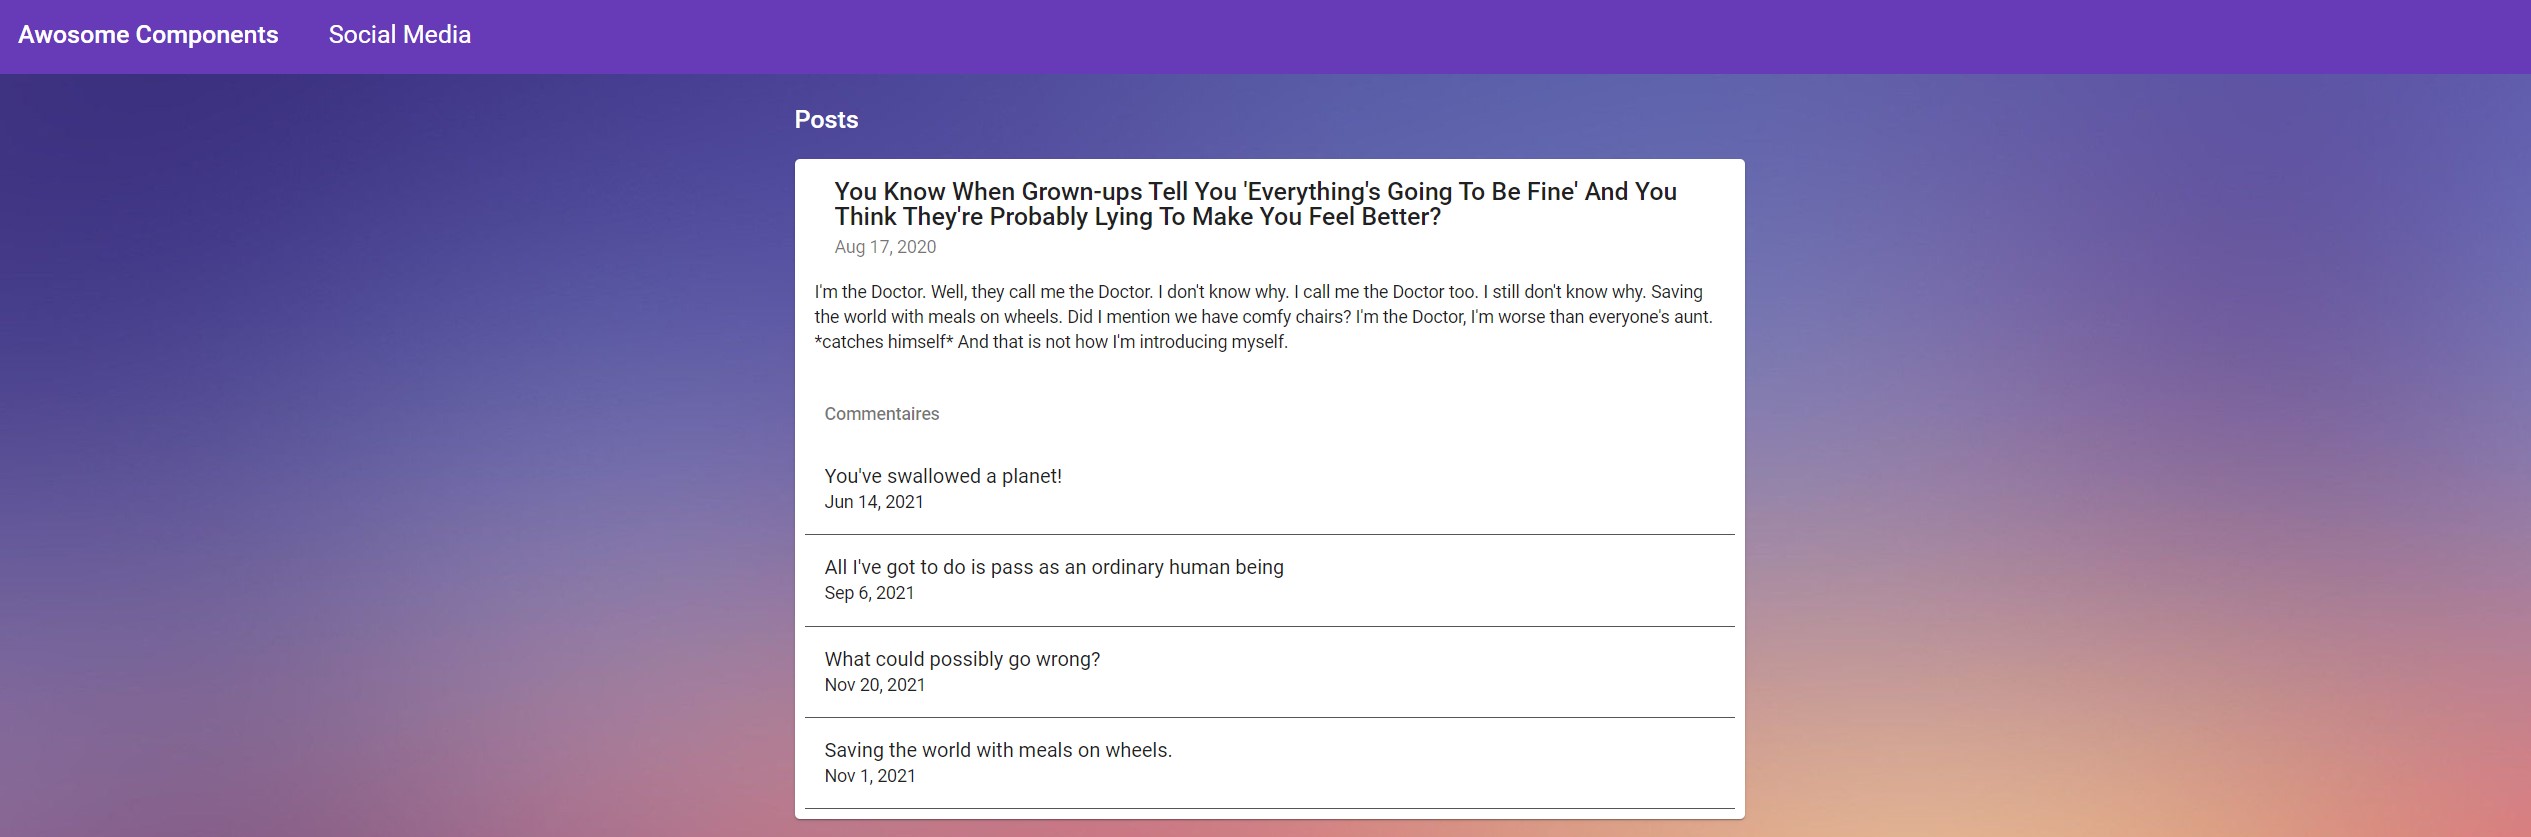 Awosome Components Social Media
Posts
You Know When Grown-ups Tell You 'Everything's Going To Be Fine' And You
Think They're Probably Lying To Make You Feel Better?
Aug 17, 2020
I'm the Doctor. Well, they call me the Doctor. I don't know why. I call me the Doctor too. I still don't know why. Saving
the world with meals on wheels. Did I mention we have comfy chairs? I'm the Doctor, I'm worse than everyone's aunt.
*catches himself* And that is not how I'm introducing myself.
Commentaires
You've swallowed a planet!
Jun 14, 2021
All I've got to do is pass as an ordinary human being
Sep 6, 2021
What could possibly go wrong?
Nov 20, 2021
Saving the world with meals on wheels.
Nov 1, 2021